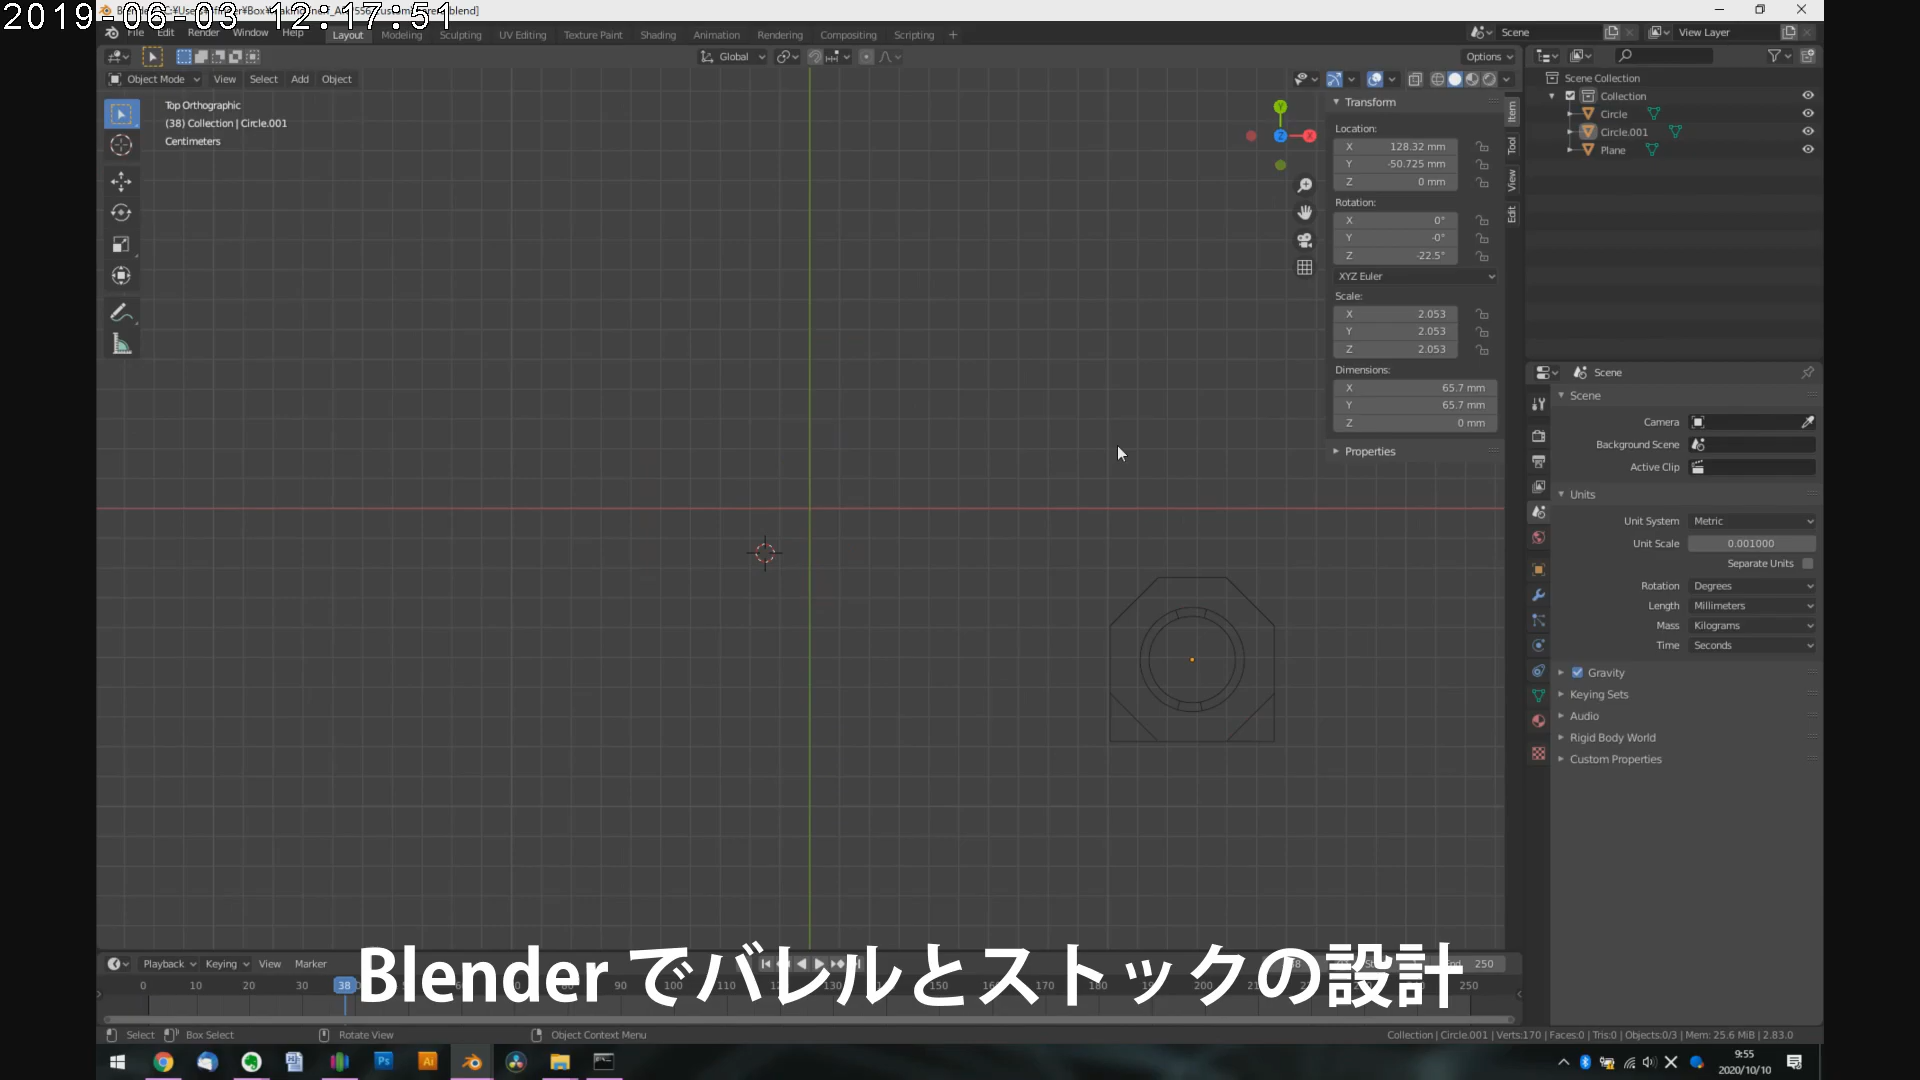 2019-06-03 12:17:51
File Edit Render Window Help
Layout Modeling Sculpting UV Editing Texture Paint Shading Animation Rendering Compositing Scripting +
Scene
View Layer
Global
Options
Object Mode View Select Add Object
Top Orthographic
(38) Collection | Circle.001
Centimeters
Y
Z
X
Transform
Location:
X 128.32 mm
Y -50.725 mm
Z 0 mm
Rotation:
X 0°
Y -0°
Z -22.5°
XYZ Euler
Scale:
X 2.053
Y 2.053
Z 2.053
Dimensions:
X 65.7 mm
Y 65.7 mm
Z 0 mm
Properties
Item
Tool
View
Edit
Scene Collection
Collection
Circle
Circle.001
Plane
Scene
Scene
Camera
Background Scene
Active Clip
Units
Unit System Metric
Unit Scale 0.001000
Separate Units
Rotation Degrees
Length Millimeters
Mass Kilograms
Time Seconds
Gravity
Keying Sets
Audio
Rigid Body World
Custom Properties
Blenderでバレルとストックの設計
Playback Keying View Marker
250
0 10 20 30 38
180 200 250
Select Box Select Rotate View Object Context Menu
Collection | Circle.001 | Verts:170 | Faces:0 | Tris:0 | Objects:0/3 | Mem: 25.6 MiB | 2.83.0
Ps
Ai
9:55
2020/10/10